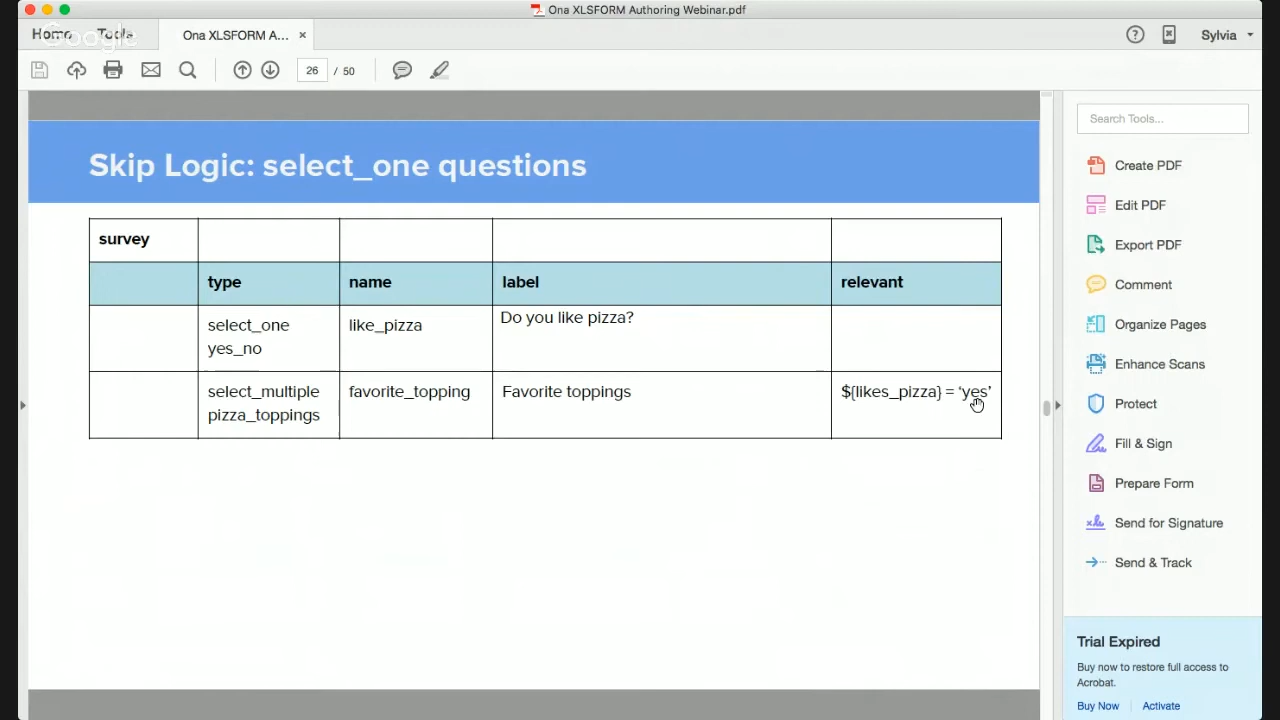 Ona XLSFORM Authoring Webinar.pdf
Home Tools Ona XLSFORM A... × Sylvia
Google
26 / 50
Search Tools...
Skip Logic: select_one questions
survey
type name label relevant
select_one like_pizza Do you like pizza?
yes_no
select_multiple favorite_topping Favorite toppings ${likes_pizza} = ‘yes’
pizza_toppings
Create PDF
Edit PDF
Export PDF
Comment
Organize Pages
Enhance Scans
Protect
Fill & Sign
Prepare Form
Send for Signature
Send & Track
Trial Expired
Buy now to restore full access to
Acrobat.
Buy Now Activate